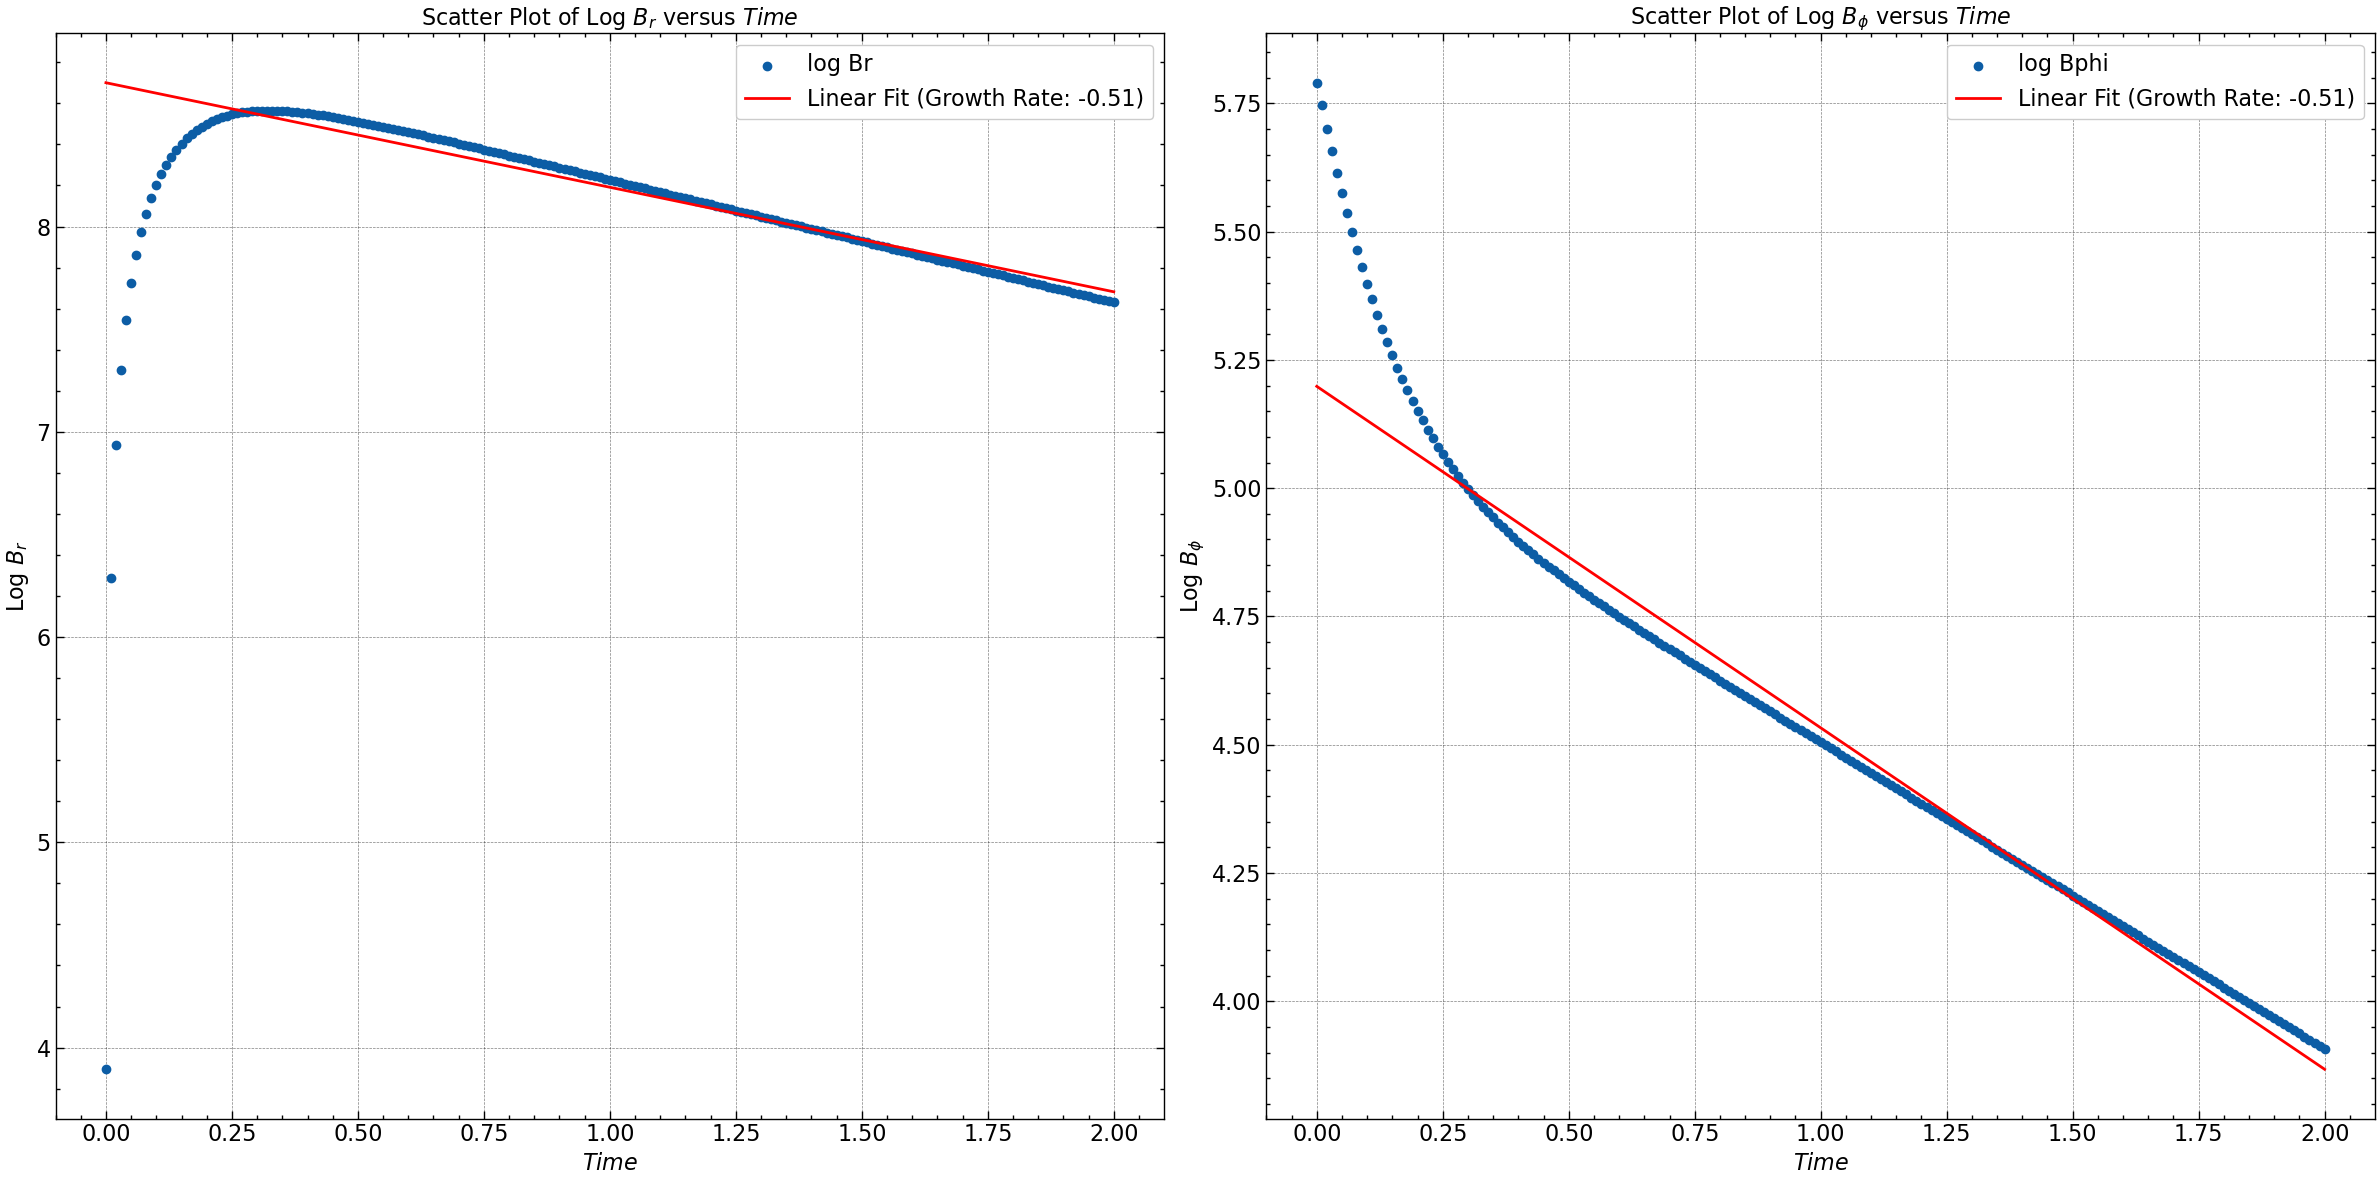 Scatter Plot of Log $B_r$ versus Time
log Br
Linear Fit (Growth Rate: -0.51)
Log $B_r$
8
7
6
5
4
0.00 0.25 0.50 0.75 1.00 1.25 1.50 1.75 2.00
Time
Scatter Plot of Log $B_\phi$ versus Time
log Bphi
Linear Fit (Growth Rate: -0.51)
Log $B_\phi$
5.75
5.50
5.25
5.00
4.75
4.50
4.25
4.00
0.00 0.25 0.50 0.75 1.00 1.25 1.50 1.75 2.00
Time